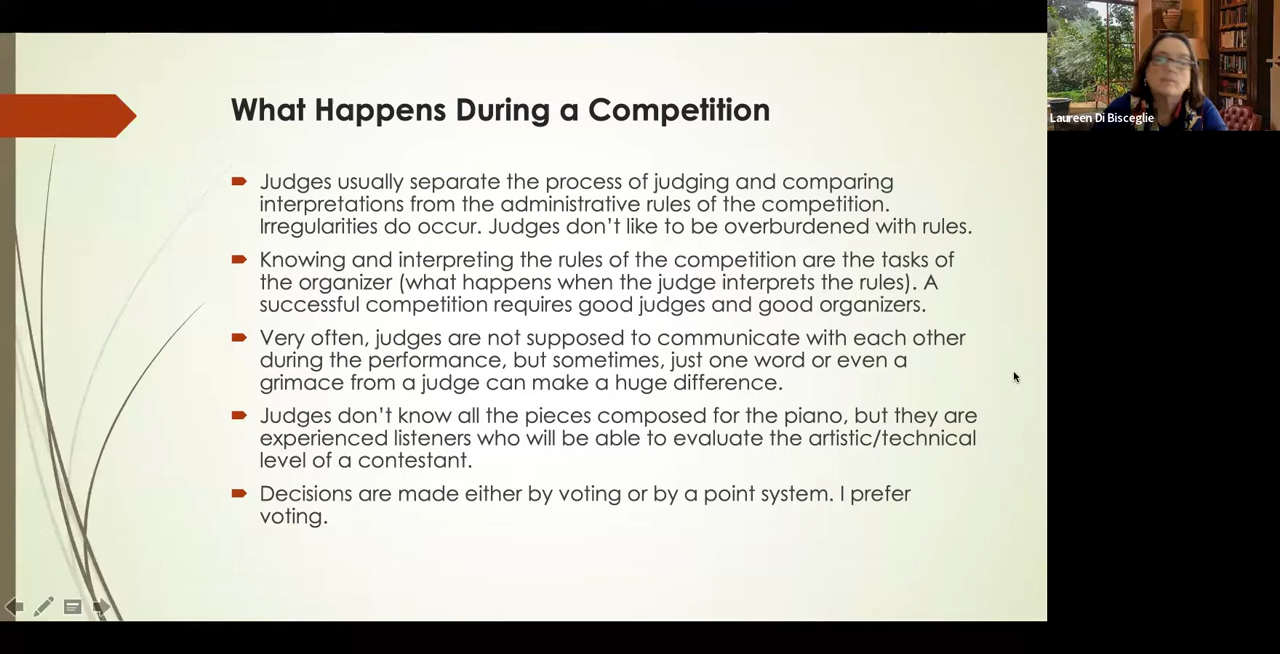 What Happens During a Competition
Judges usually separate the process of judging and comparing
interpretations from the administrative rules of the competition.
Irregularities do occur. Judges don't like to be overburdened with rules.
Knowing and interpreting the rules of the competition are the tasks of
the organizer (what happens when the judge interprets the rules). A
successful competition requires good judges and good organizers.
Very often, judges are not supposed to communicate with each other
during the performance, but sometimes, just one word or even a
grimace from a judge can make a huge difference.
Judges don't know all the pieces composed for the piano, but they are
experienced listeners who will be able to evaluate the artistic/technical
level of a contestant.
Decisions are made either by voting or by a point system. I prefer
voting.
Laureen Di Bisceglie